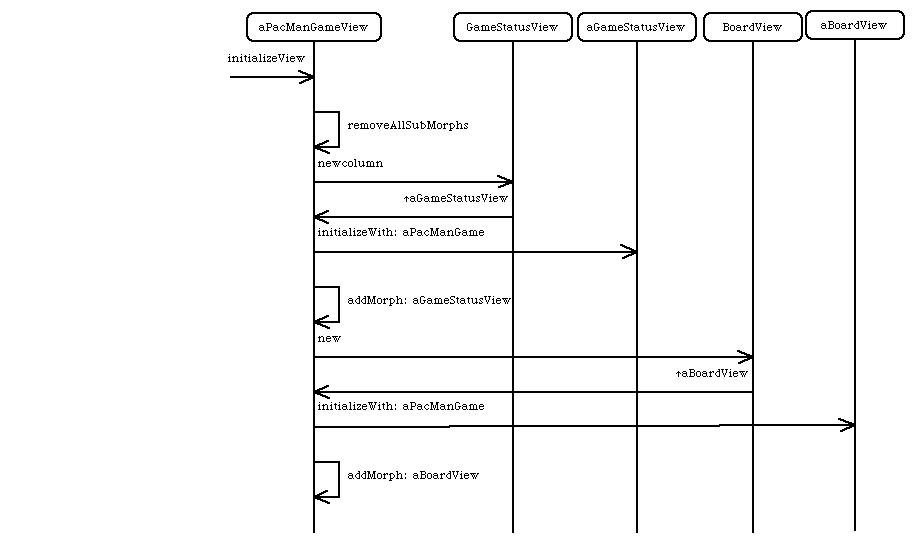 aPacManGameView
GameStatusView
aGameStatusView
BoardView
aBoardView
initializeView
removeAllSubMorphs
newcolumn
↑aGameStatusView
initializeWith: aPacManGame
addMorph: aGameStatusView
new
↑aBoardView
initializeWith: aPacManGame
addMorph: aBoardView